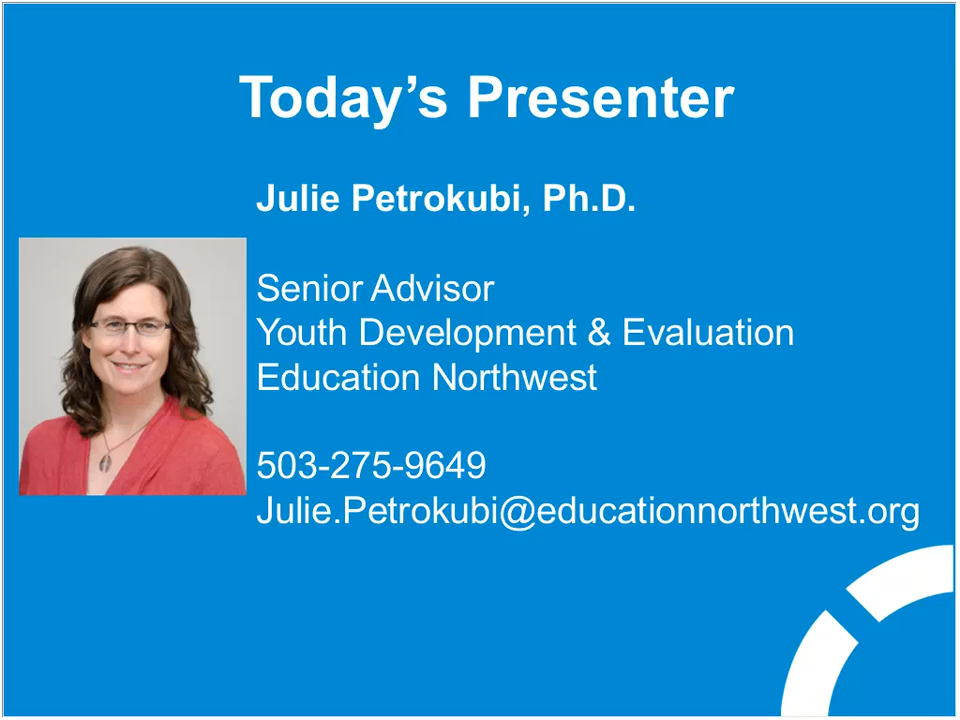 Today’s Presenter
Julie Petrokubi, Ph.D.
Senior Advisor
Youth Development & Evaluation
Education Northwest
503-275-9649
Julie.Petrokubi@educationnorthwest.org